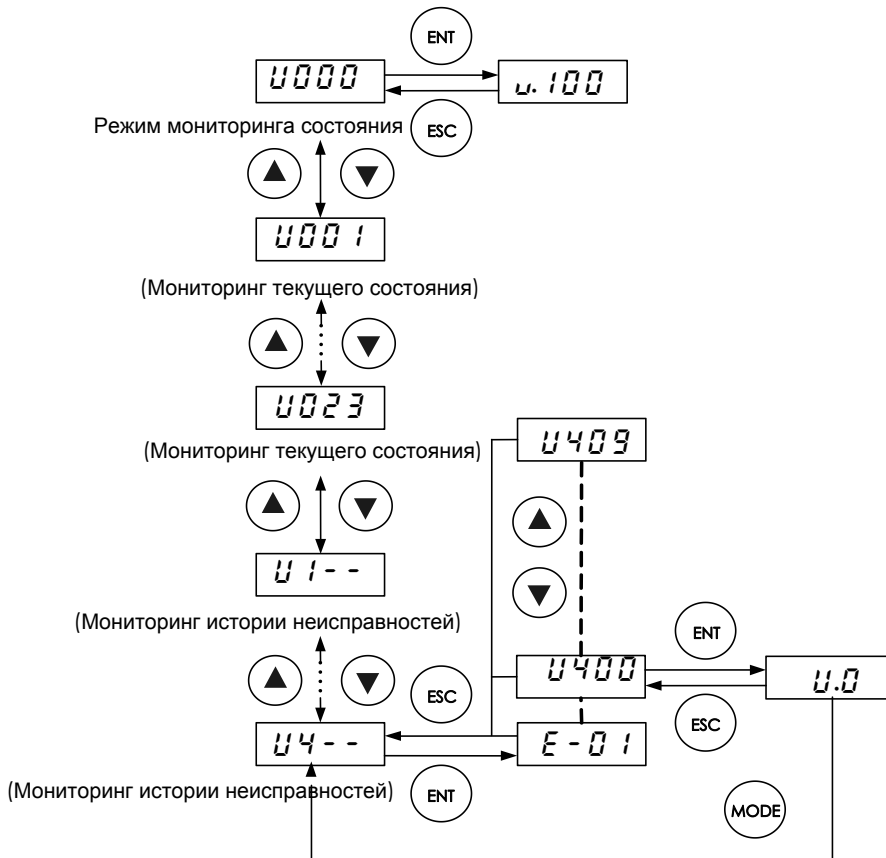 ENT
U000
u.100
Режим мониторинга состояния
ESC
U001
(Мониторинг текущего состояния)
U023
U409
(Мониторинг текущего состояния)
U1--
(Мониторинг истории неисправностей)
ENT
U400
U.0
ESC
ESC
U4--
E-01
(Мониторинг истории неисправностей)
ENT
MODE